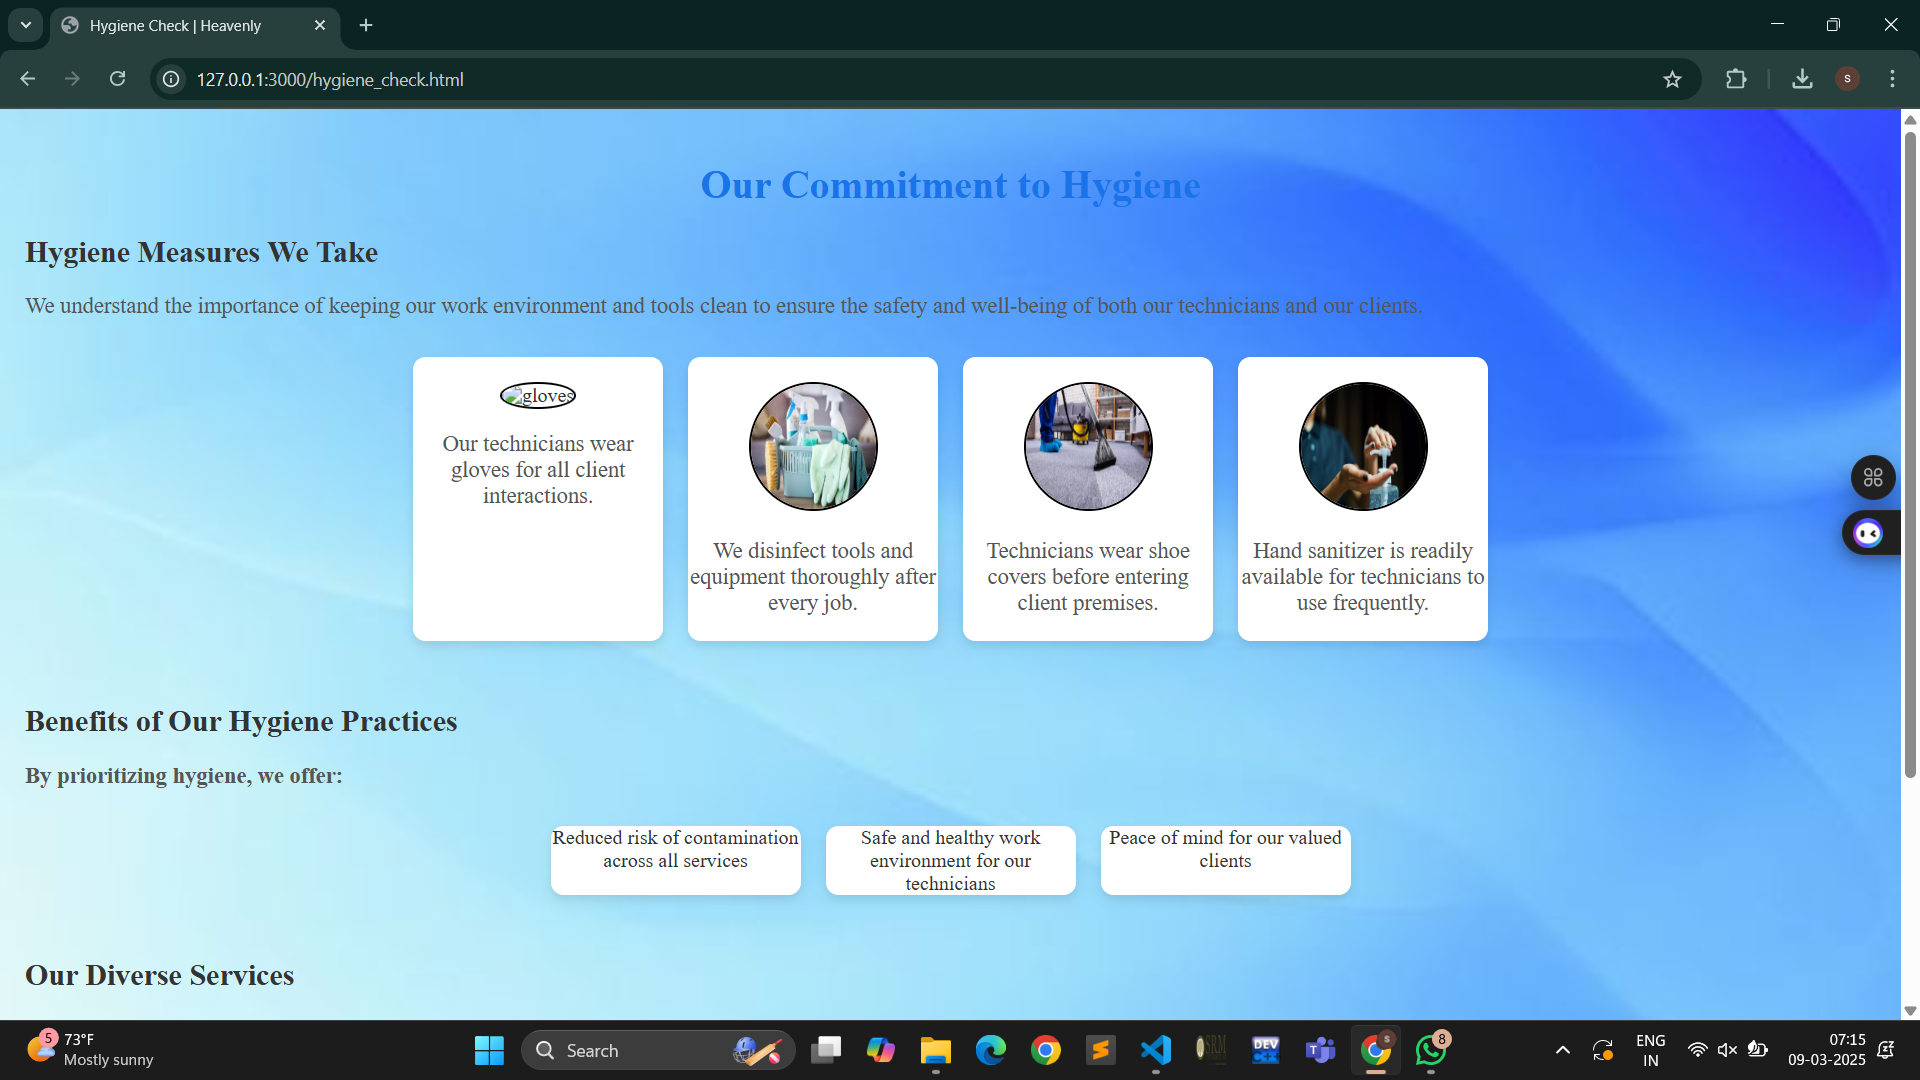 Hygiene Check | Heavenly
127.0.0.1:3000/hygiene_check.html
S
Our Commitment to Hygiene
Hygiene Measures We Take
We understand the importance of keeping our work environment and tools clean to ensure the safety and well-being of both our technicians and our clients.
gloves
Our technicians wear
gloves for all client
interactions.
We disinfect tools and
equipment thoroughly after
every job.
Technicians wear shoe
covers before entering
client premises.
Hand sanitizer is readily
available for technicians to
use frequently.
Benefits of Our Hygiene Practices
By prioritizing hygiene, we offer:
Reduced risk of contamination
across all services
Safe and healthy work
environment for our
technicians
Peace of mind for our valued
clients
Our Diverse Services
5
73°F
Mostly sunny
Search
SRM
DEV
C++
T
S
8
ENG
IN
07:15
09-03-2025